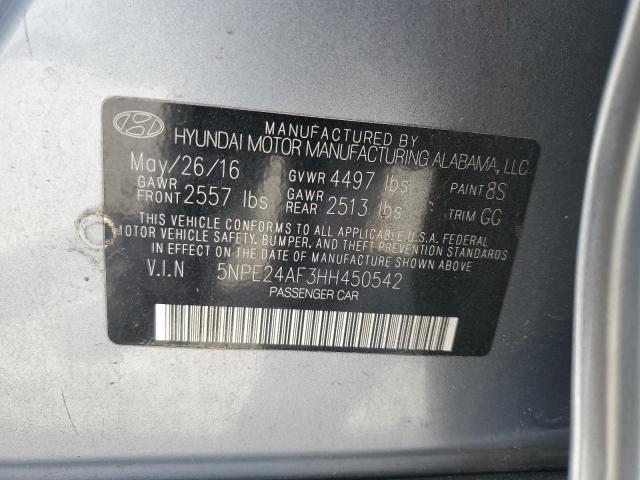 MANUFACTURED BY
HYUNDAI MOTOR MANUFACTURING ALABAMA, LLC
May/26/16 GVWR 4497 lbs PAINT 8S
GAWR FRONT 2557 lbs GAWR REAR 2513 lbs TRIM GG
THIS VEHICLE CONFORMS TO ALL APPLICABLE U.S.A. FEDERAL
MOTOR VEHICLE SAFETY, BUMPER, AND THEFT PREVENTION STANDARDS
IN EFFECT ON THE DATE OF MANUFACTURE SHOWN ABOVE.
V.I.N 5NPE24AF3HH450542
PASSENGER CAR